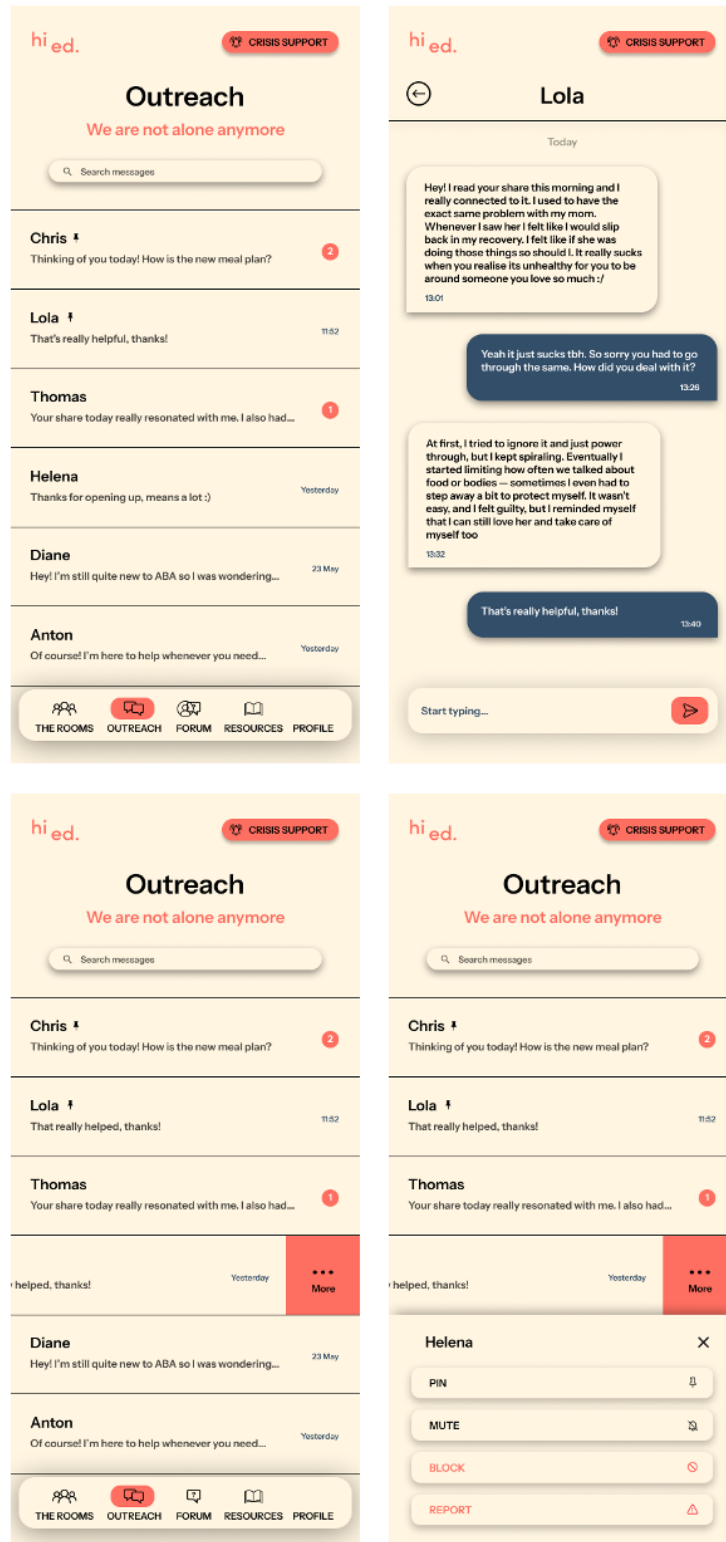 hi ed.
CRISIS SUPPORT
Outreach
We are not alone anymore
Search messages
Chris
Thinking of you today! How is the new meal plan?
2
Lola
That's really helpful, thanks!
11:52
Thomas
Your share today really resonated with me. I also had...
1
Helena
Thanks for opening up, means a lot :)
Yesterday
Diane
Hey! I'm still quite new to ABA so I was wondering...
23 May
Anton
Of course! I'm here to help whenever you need...
Yesterday
THE ROOMS OUTREACH FORUM RESOURCES PROFILE
hi ed.
CRISIS SUPPORT
Lola
Today
Hey! I read your share this morning and I
really connected to it. I used to have the
exact same problem with my mom.
Whenever I saw her I felt like I would slip
back in my recovery. I felt like if she was
doing those things so should I. It really sucks
when you realise its unhealthy for you to be
around someone you love so much :/
13:01
Yeah it just sucks tbh. So sorry you had to go
through the same. How did you deal with it?
13:26
At first, I tried to ignore it and just power
through, but I kept spiraling. Eventually I
started limiting how often we talked about
food or bodies — sometimes I even had to
step away a bit to protect myself. It wasn't
easy, and I felt guilty, but I reminded myself
that I can still love her and take care of
myself too
13:32
That's really helpful, thanks!
13:40
Start typing...
hi ed.
CRISIS SUPPORT
Outreach
We are not alone anymore
Search messages
Chris
Thinking of you today! How is the new meal plan?
2
Lola
That really helped, thanks!
11:52
Thomas
Your share today really resonated with me. I also had...
1
helped, thanks!
Yesterday
More
Diane
Hey! I'm still quite new to ABA so I was wondering...
23 May
Anton
Of course! I'm here to help whenever you need...
Yesterday
THE ROOMS OUTREACH FORUM RESOURCES PROFILE
hi ed.
CRISIS SUPPORT
Outreach
We are not alone anymore
Search messages
Chris
Thinking of you today! How is the new meal plan?
2
Lola
That really helped, thanks!
11:52
Thomas
Your share today really resonated with me. I also had...
1
helped, thanks!
Yesterday
More
Helena
PIN
MUTE
BLOCK
REPORT